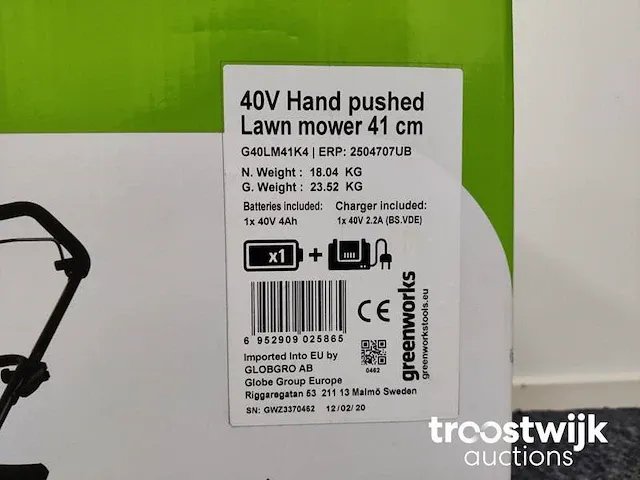 40V Hand pushed
Lawn mower 41 cm
G40LM41K4 | ERP: 2504707UB
N. Weight : 18.04 KG
G. Weight : 23.52 KG
Batteries included: Charger included:
1x 40V 4Ah 1x 40V 2.2A (BS.VDE)
x1 +
6 952909 025865
CE
0462
greenworks
greenworkstools.eu
Imported Into EU by
GLOBGRO AB
Globe Group Europe
Riggaregatan 53 211 13 Malmö Sweden
SN: GWZ3370462 12/02/20
troostwijk
auctions